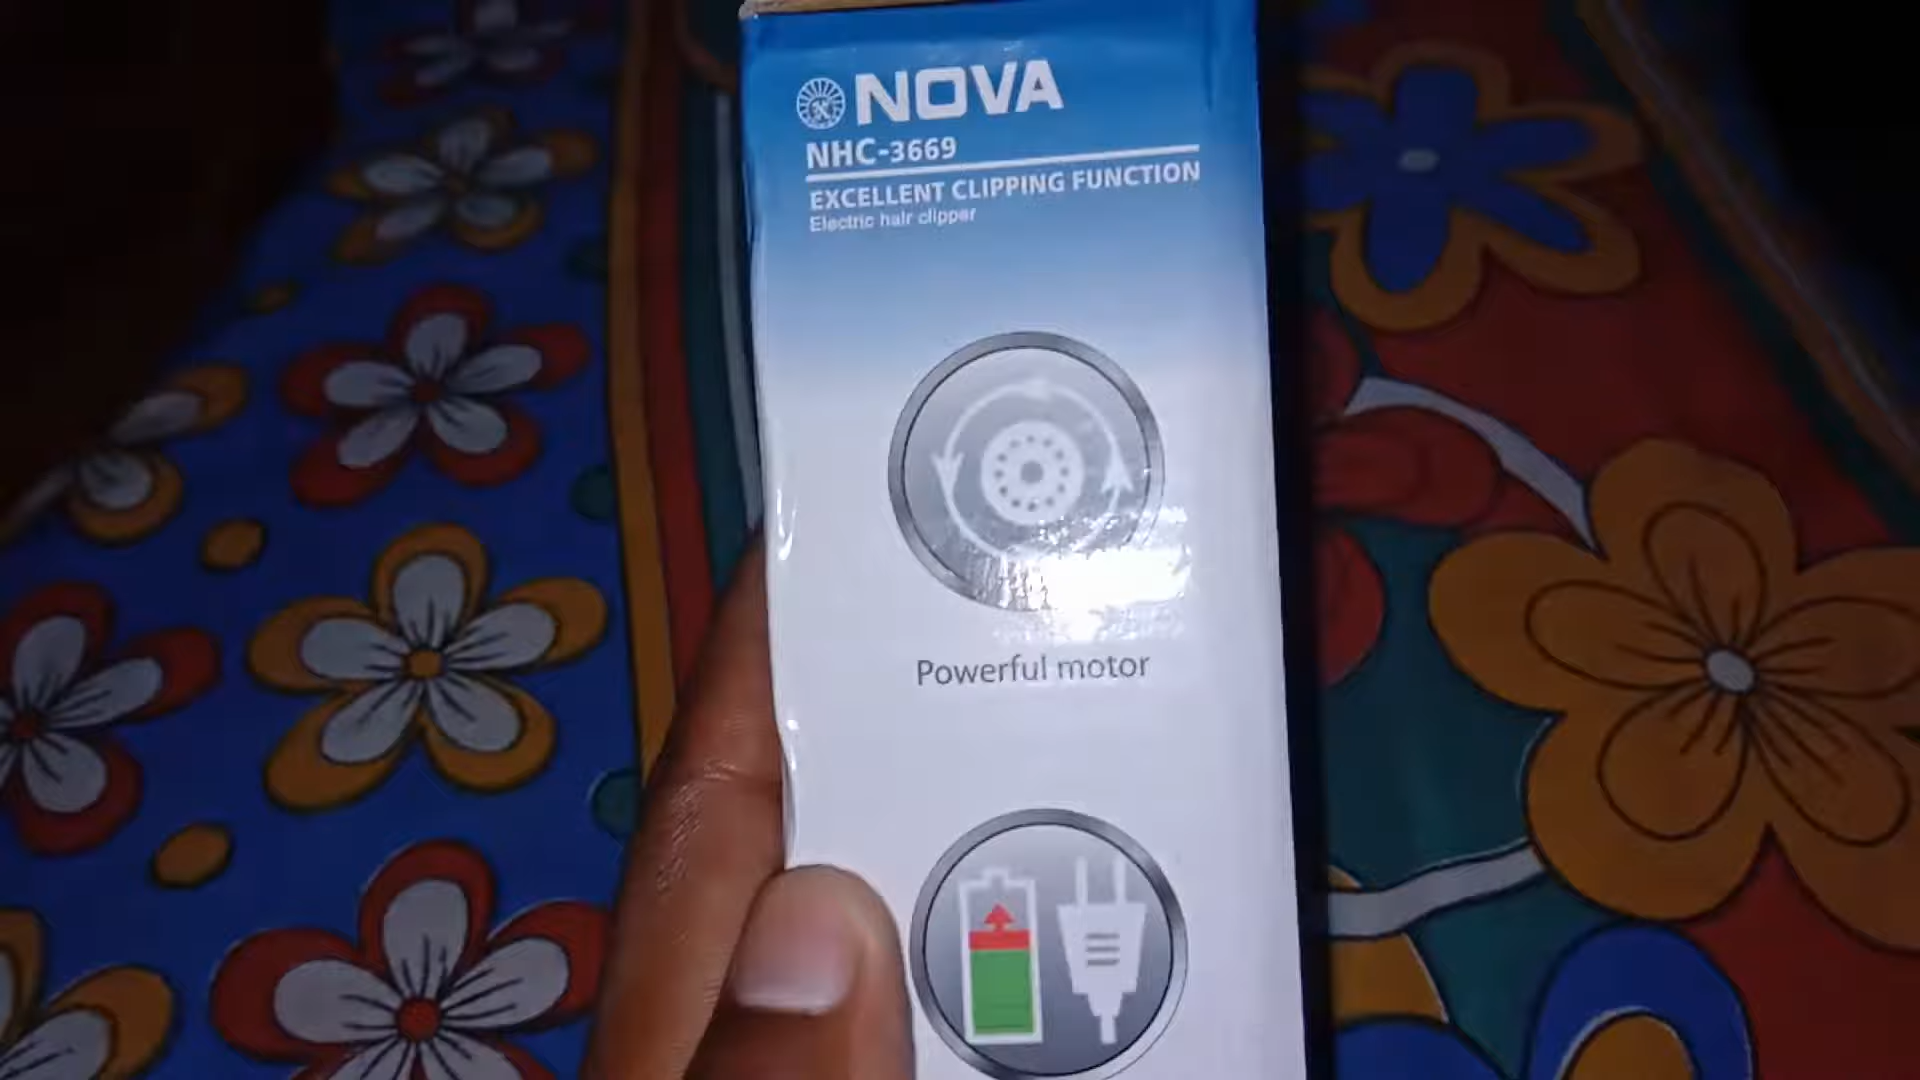 NOVA
NHC-3669
EXCELLENT CLIPPING FUNCTION
Electric hair clipper
Powerful motor